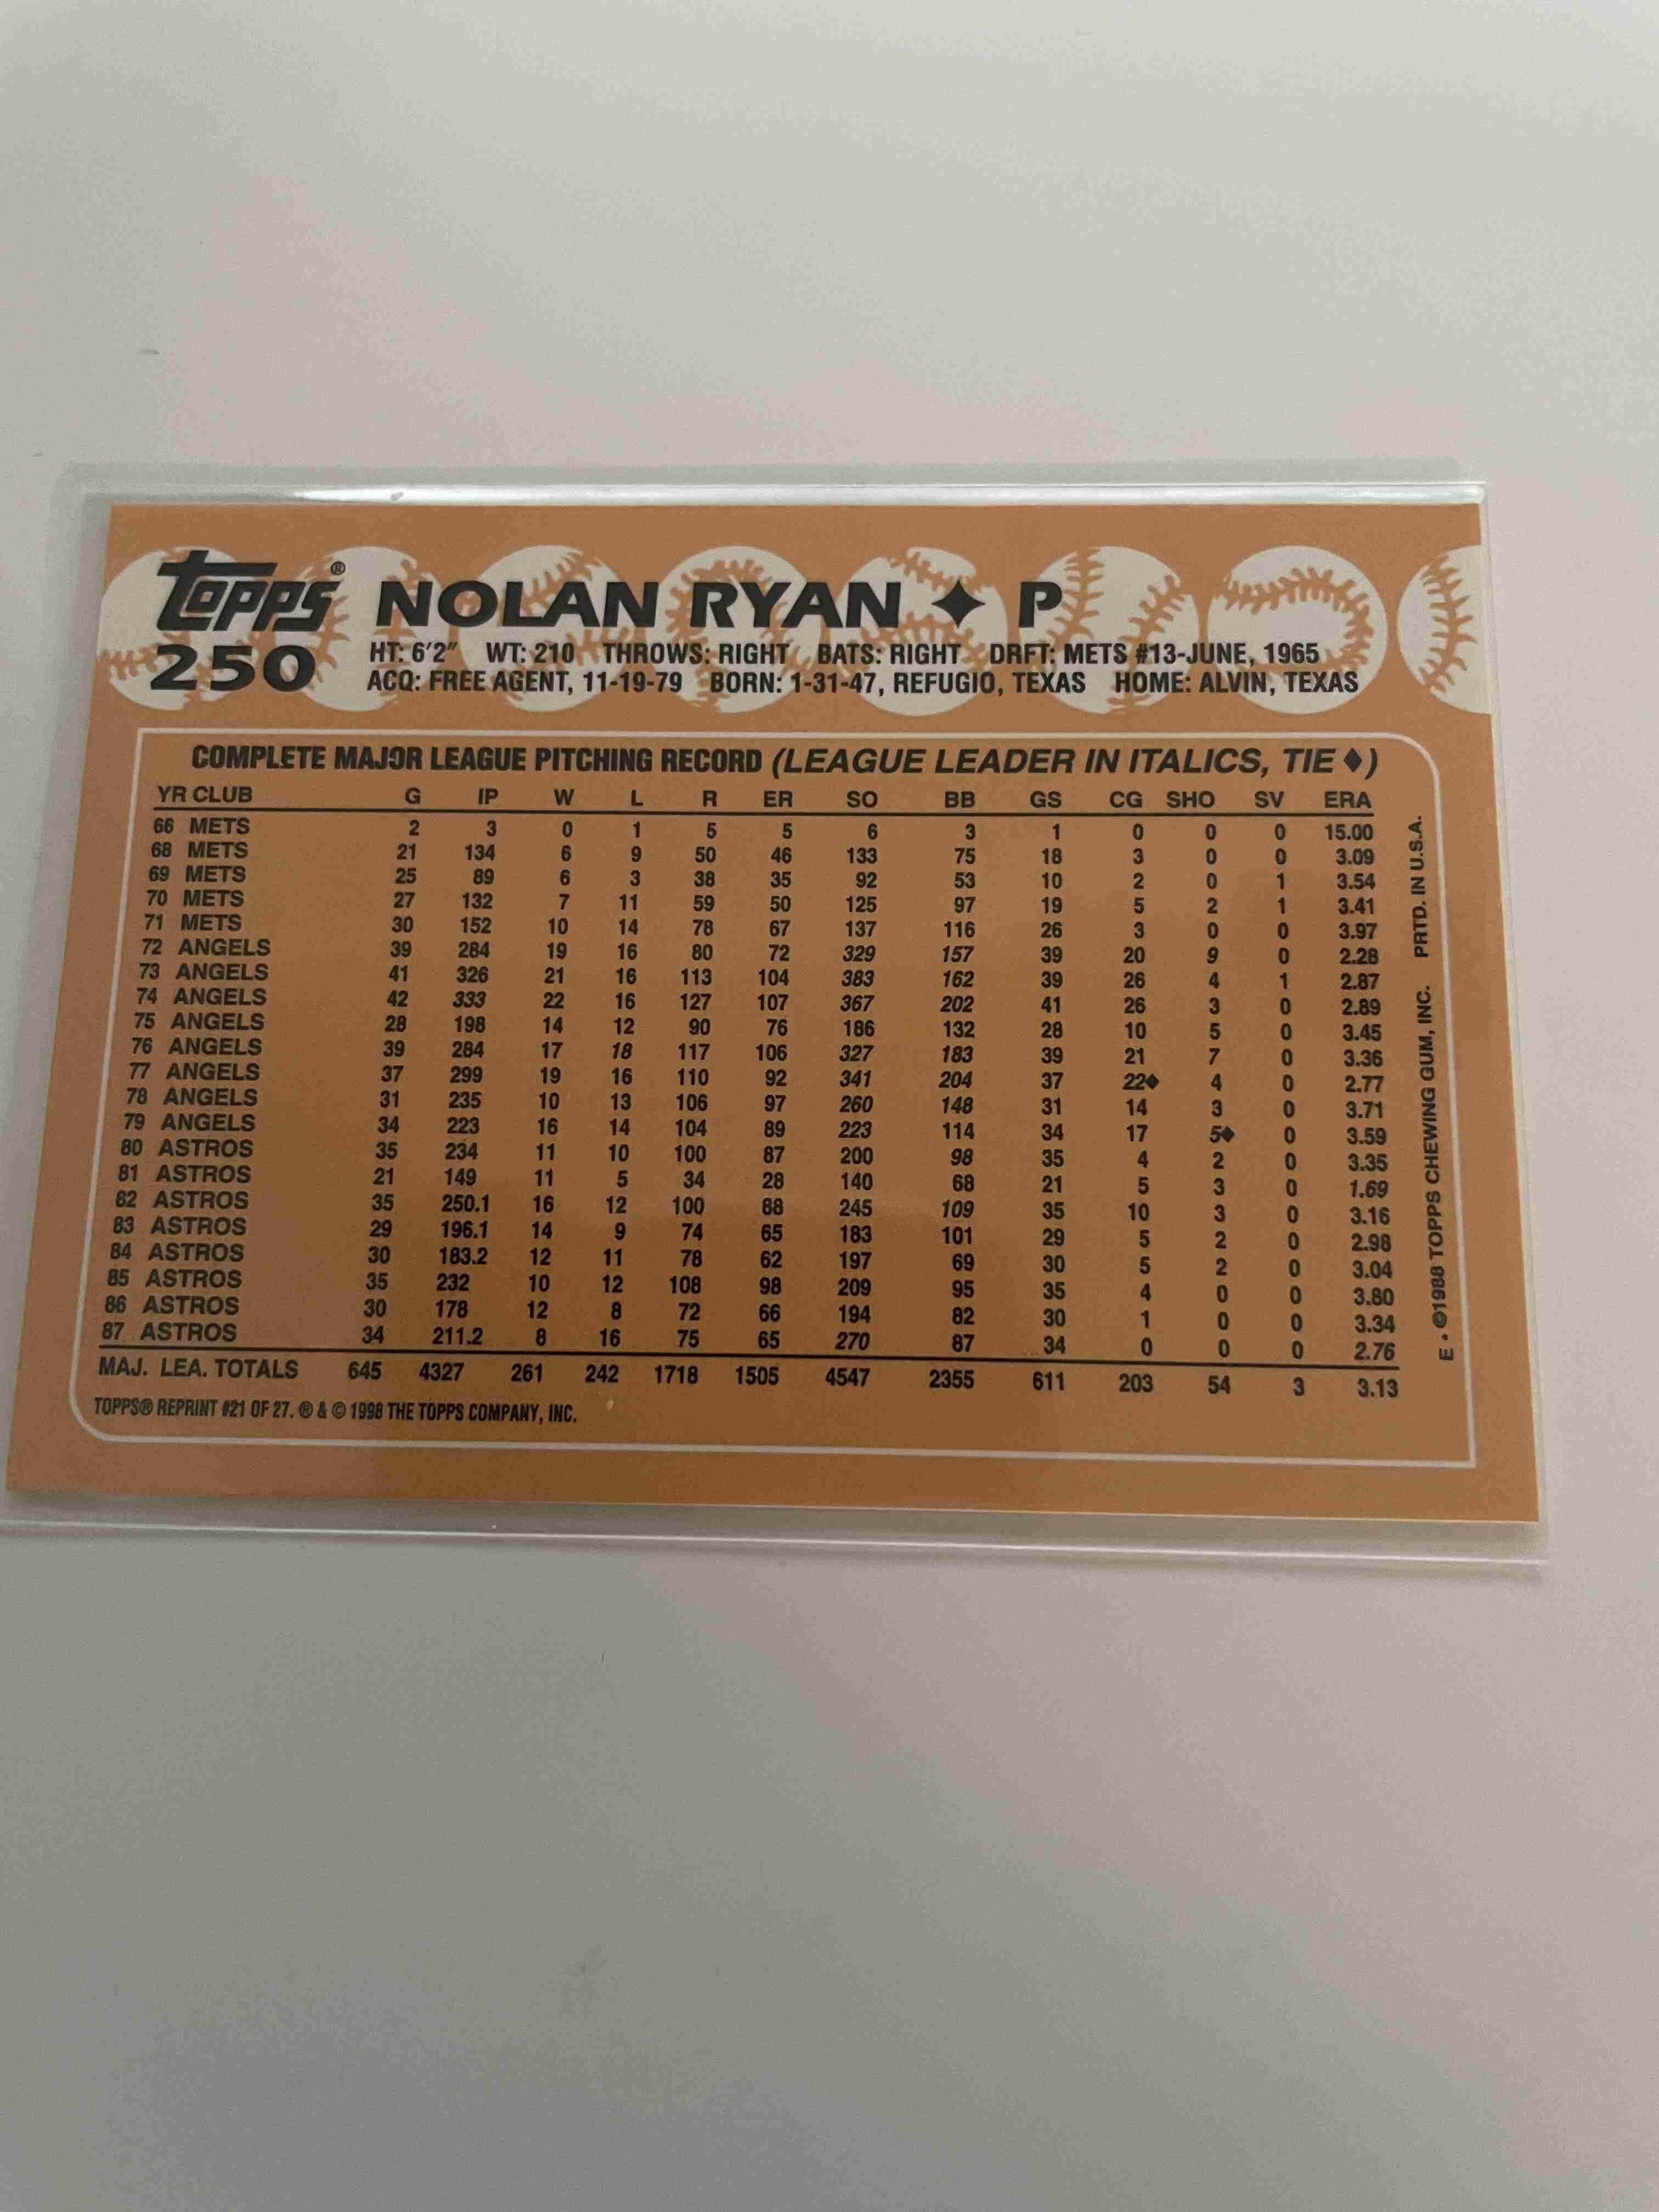 TOPPS® NOLAN RYAN ✦ P
250 HT: 6'2" WT: 210 THROWS: RIGHT BATS: RIGHT DRFT: METS #13-JUNE, 1965
ACQ: FREE AGENT, 11-19-79 BORN: 1-31-47, REFUGIO, TEXAS HOME: ALVIN, TEXAS
COMPLETE MAJOR LEAGUE PITCHING RECORD (LEAGUE LEADER IN ITALICS, TIE ♦)
YR CLUB G IP W L R ER SO BB GS CG SHO SV ERA
66 METS 2 3 0 1 5 5 6 3 1 0 0 0 15.00
68 METS 21 134 6 9 50 46 133 75 18 3 0 0 3.09
69 METS 25 89 6 3 38 35 92 53 10 2 0 1 3.54
70 METS 27 132 7 11 59 50 125 97 19 5 2 1 3.41
71 METS 30 152 10 14 78 67 137 116 26 3 0 0 3.97
72 ANGELS 39 284 19 16 80 72 329 157 39 20 9 0 2.28
73 ANGELS 41 326 21 16 113 104 383 162 39 26 4 1 2.87
74 ANGELS 42 333 22 16 127 107 367 202 41 26 3 0 2.89
75 ANGELS 28 198 14 12 90 76 186 132 28 10 5 0 3.45
76 ANGELS 39 284 17 18 117 106 327 183 39 21 7 0 3.36
77 ANGELS 37 299 19 16 110 92 341 204 37 22♦ 4 0 2.77
78 ANGELS 31 235 10 13 106 97 260 148 31 14 3 0 3.71
79 ANGELS 34 223 16 14 104 89 223 114 34 17 5♦ 0 3.59
80 ASTROS 35 234 11 10 100 87 200 98 35 4 2 0 3.35
81 ASTROS 21 149 11 5 34 28 140 68 21 5 3 0 1.69
82 ASTROS 35 250.1 16 12 100 88 245 109 35 10 3 0 3.16
83 ASTROS 29 196.1 14 9 74 65 183 101 29 5 2 0 2.98
84 ASTROS 30 183.2 12 11 78 62 197 69 30 5 2 0 3.04
85 ASTROS 35 232 10 12 108 98 209 95 35 4 0 0 3.80
86 ASTROS 30 178 12 8 72 66 194 82 30 1 0 0 3.34
87 ASTROS 34 211.2 8 16 75 65 270 87 34 0 0 0 2.76
MAJ. LEA. TOTALS 645 4327 261 242 1718 1505 4547 2355 611 203 54 3 3.13
TOPPS® REPRINT #21 OF 27. ® & © 1998 THE TOPPS COMPANY, INC.
E • ©1988 TOPPS CHEWING GUM, INC. PRTD. IN U.S.A.